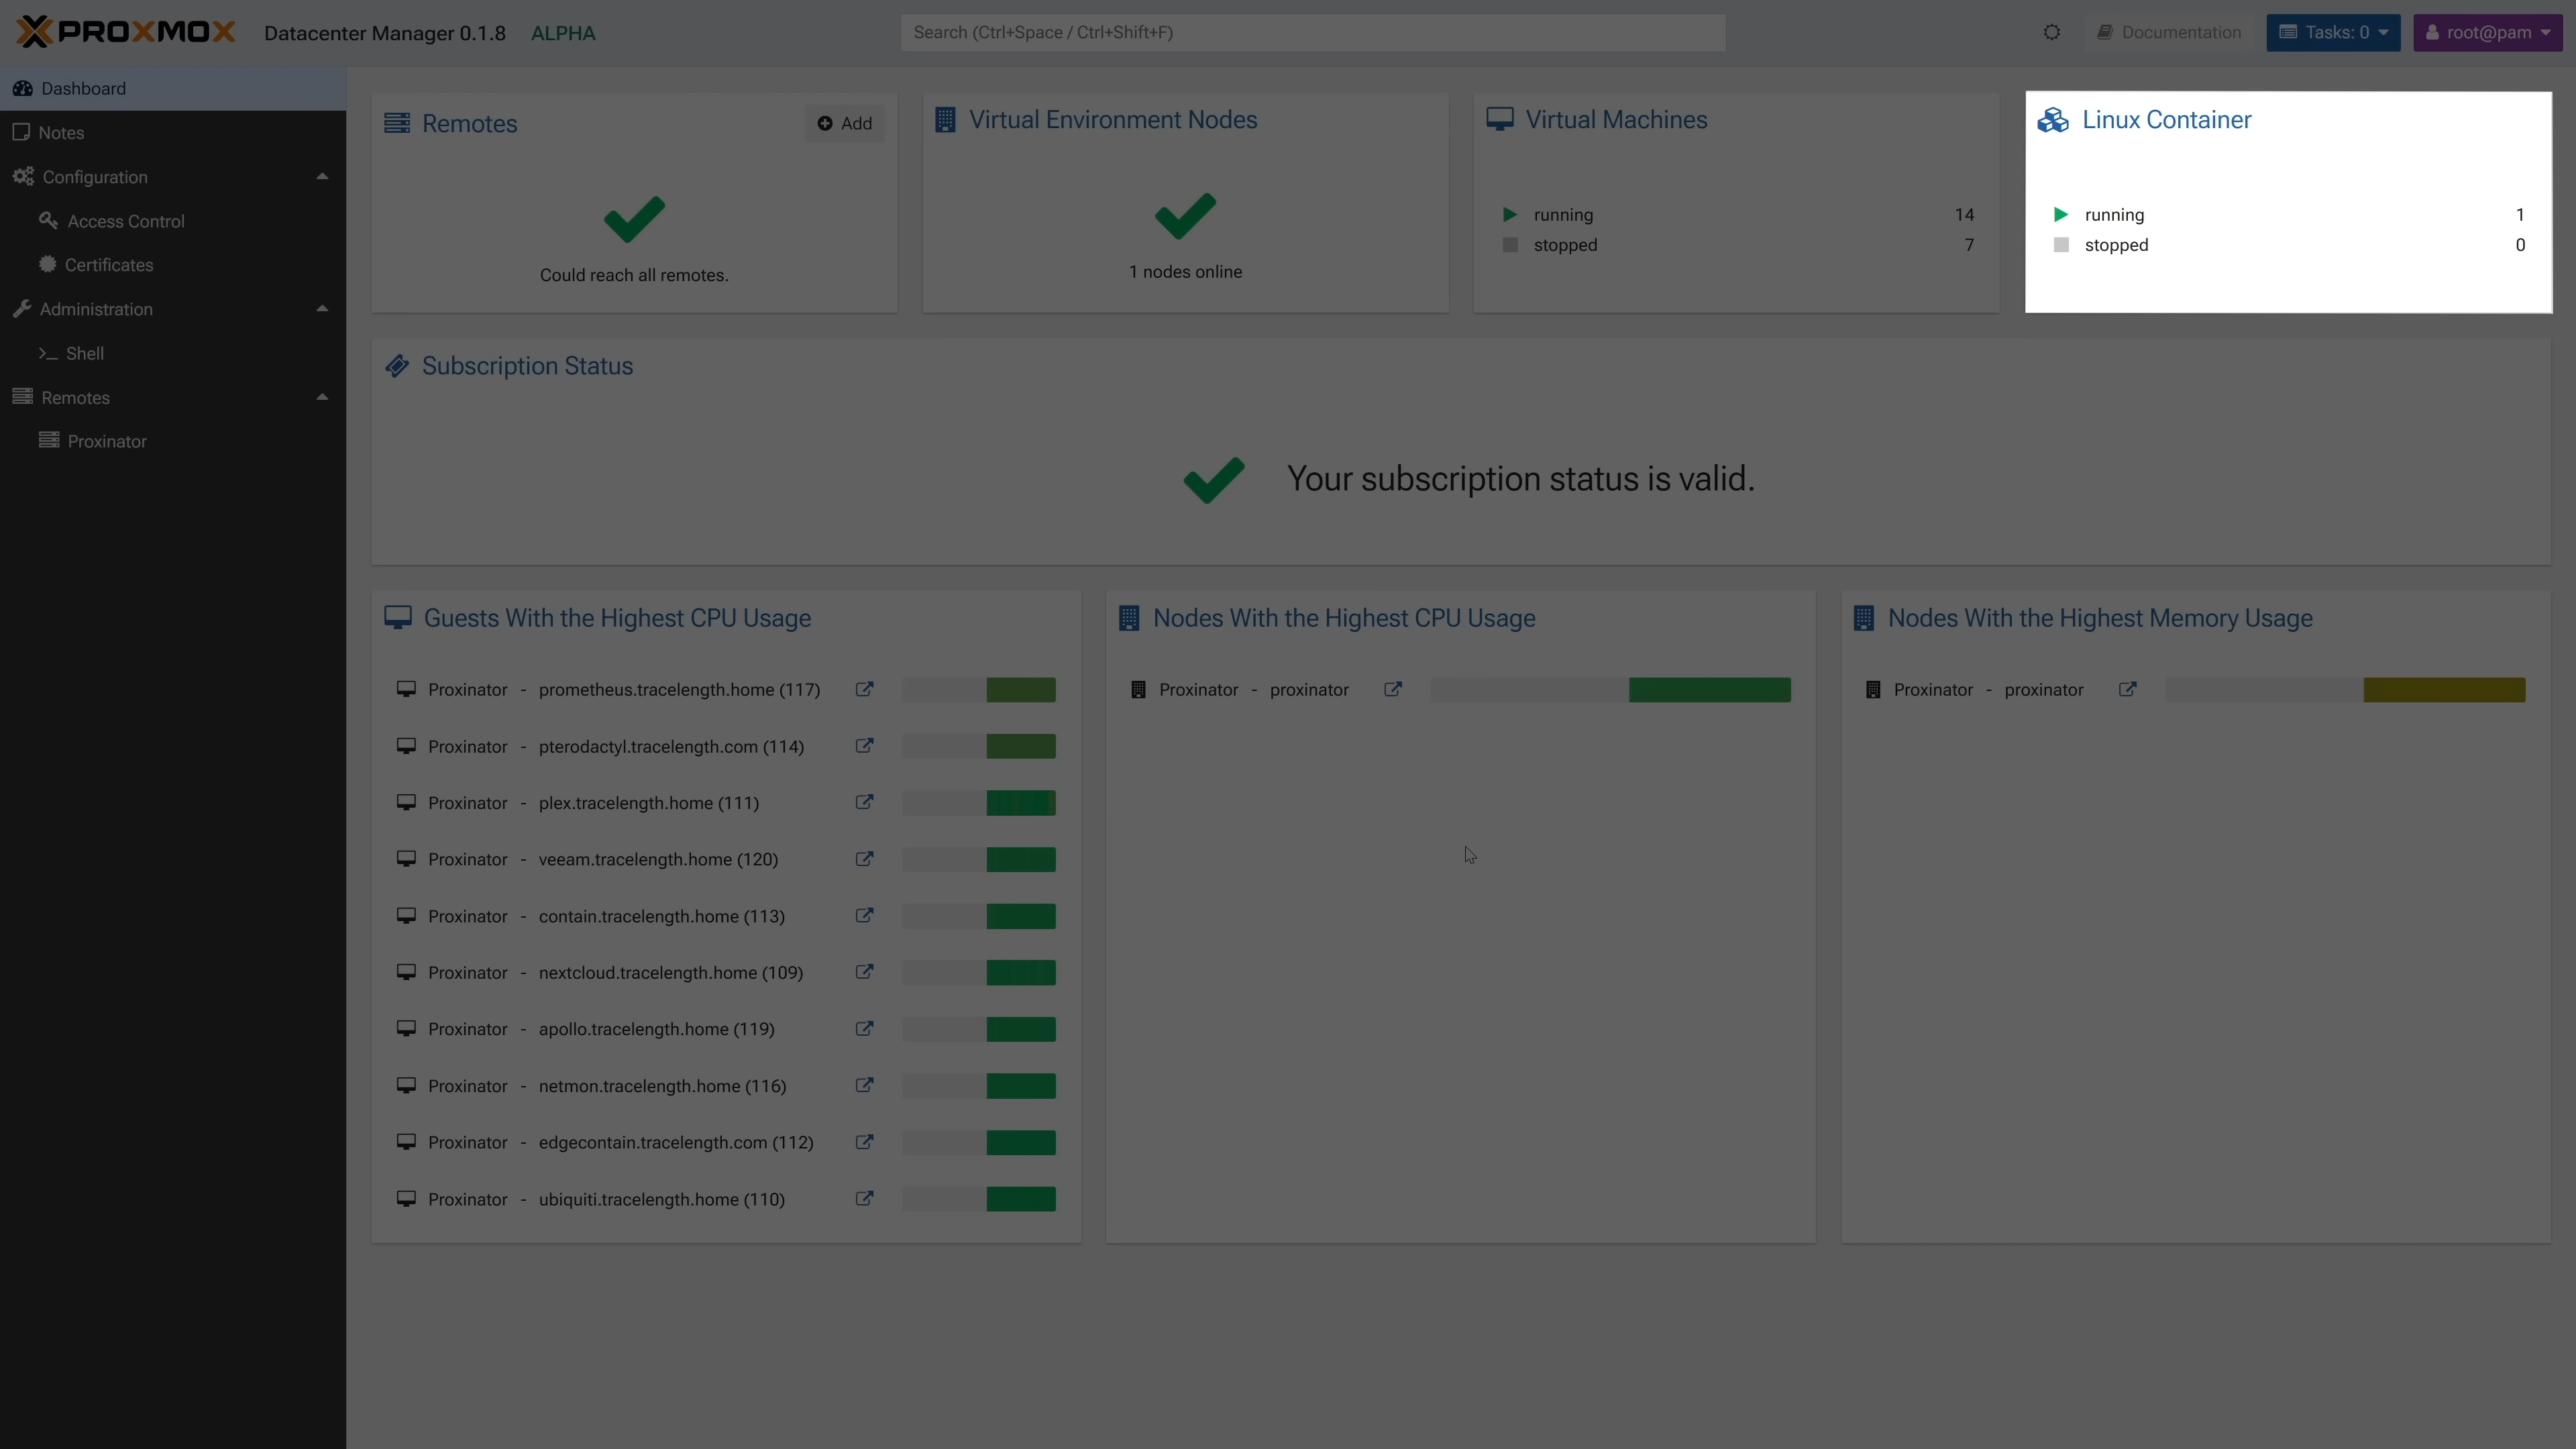 PROXMOX Datacenter Manager 0.1.8 ALPHA Search (Ctrl+Space / Ctrl+Shift+F) Documentation Tasks: 0 root@pam
Dashboard
Notes
Configuration
Access Control
Certificates
Administration
Shell
Remotes
Proxinator
Remotes Add
Could reach all remotes.
Virtual Environment Nodes
1 nodes online
Virtual Machines
running 14
stopped 7
Linux Container
running 1
stopped 0
Subscription Status
Your subscription status is valid.
Guests With the Highest CPU Usage
Proxinator - prometheus.tracelength.home (117)
Proxinator - pterodactyl.tracelength.com (114)
Proxinator - plex.tracelength.home (111)
Proxinator - veeam.tracelength.home (120)
Proxinator - contain.tracelength.home (113)
Proxinator - nextcloud.tracelength.home (109)
Proxinator - apollo.tracelength.home (119)
Proxinator - netmon.tracelength.home (116)
Proxinator - edgecontain.tracelength.com (112)
Proxinator - ubiquiti.tracelength.home (110)
Nodes With the Highest CPU Usage
Proxinator - proxinator
Nodes With the Highest Memory Usage
Proxinator - proxinator